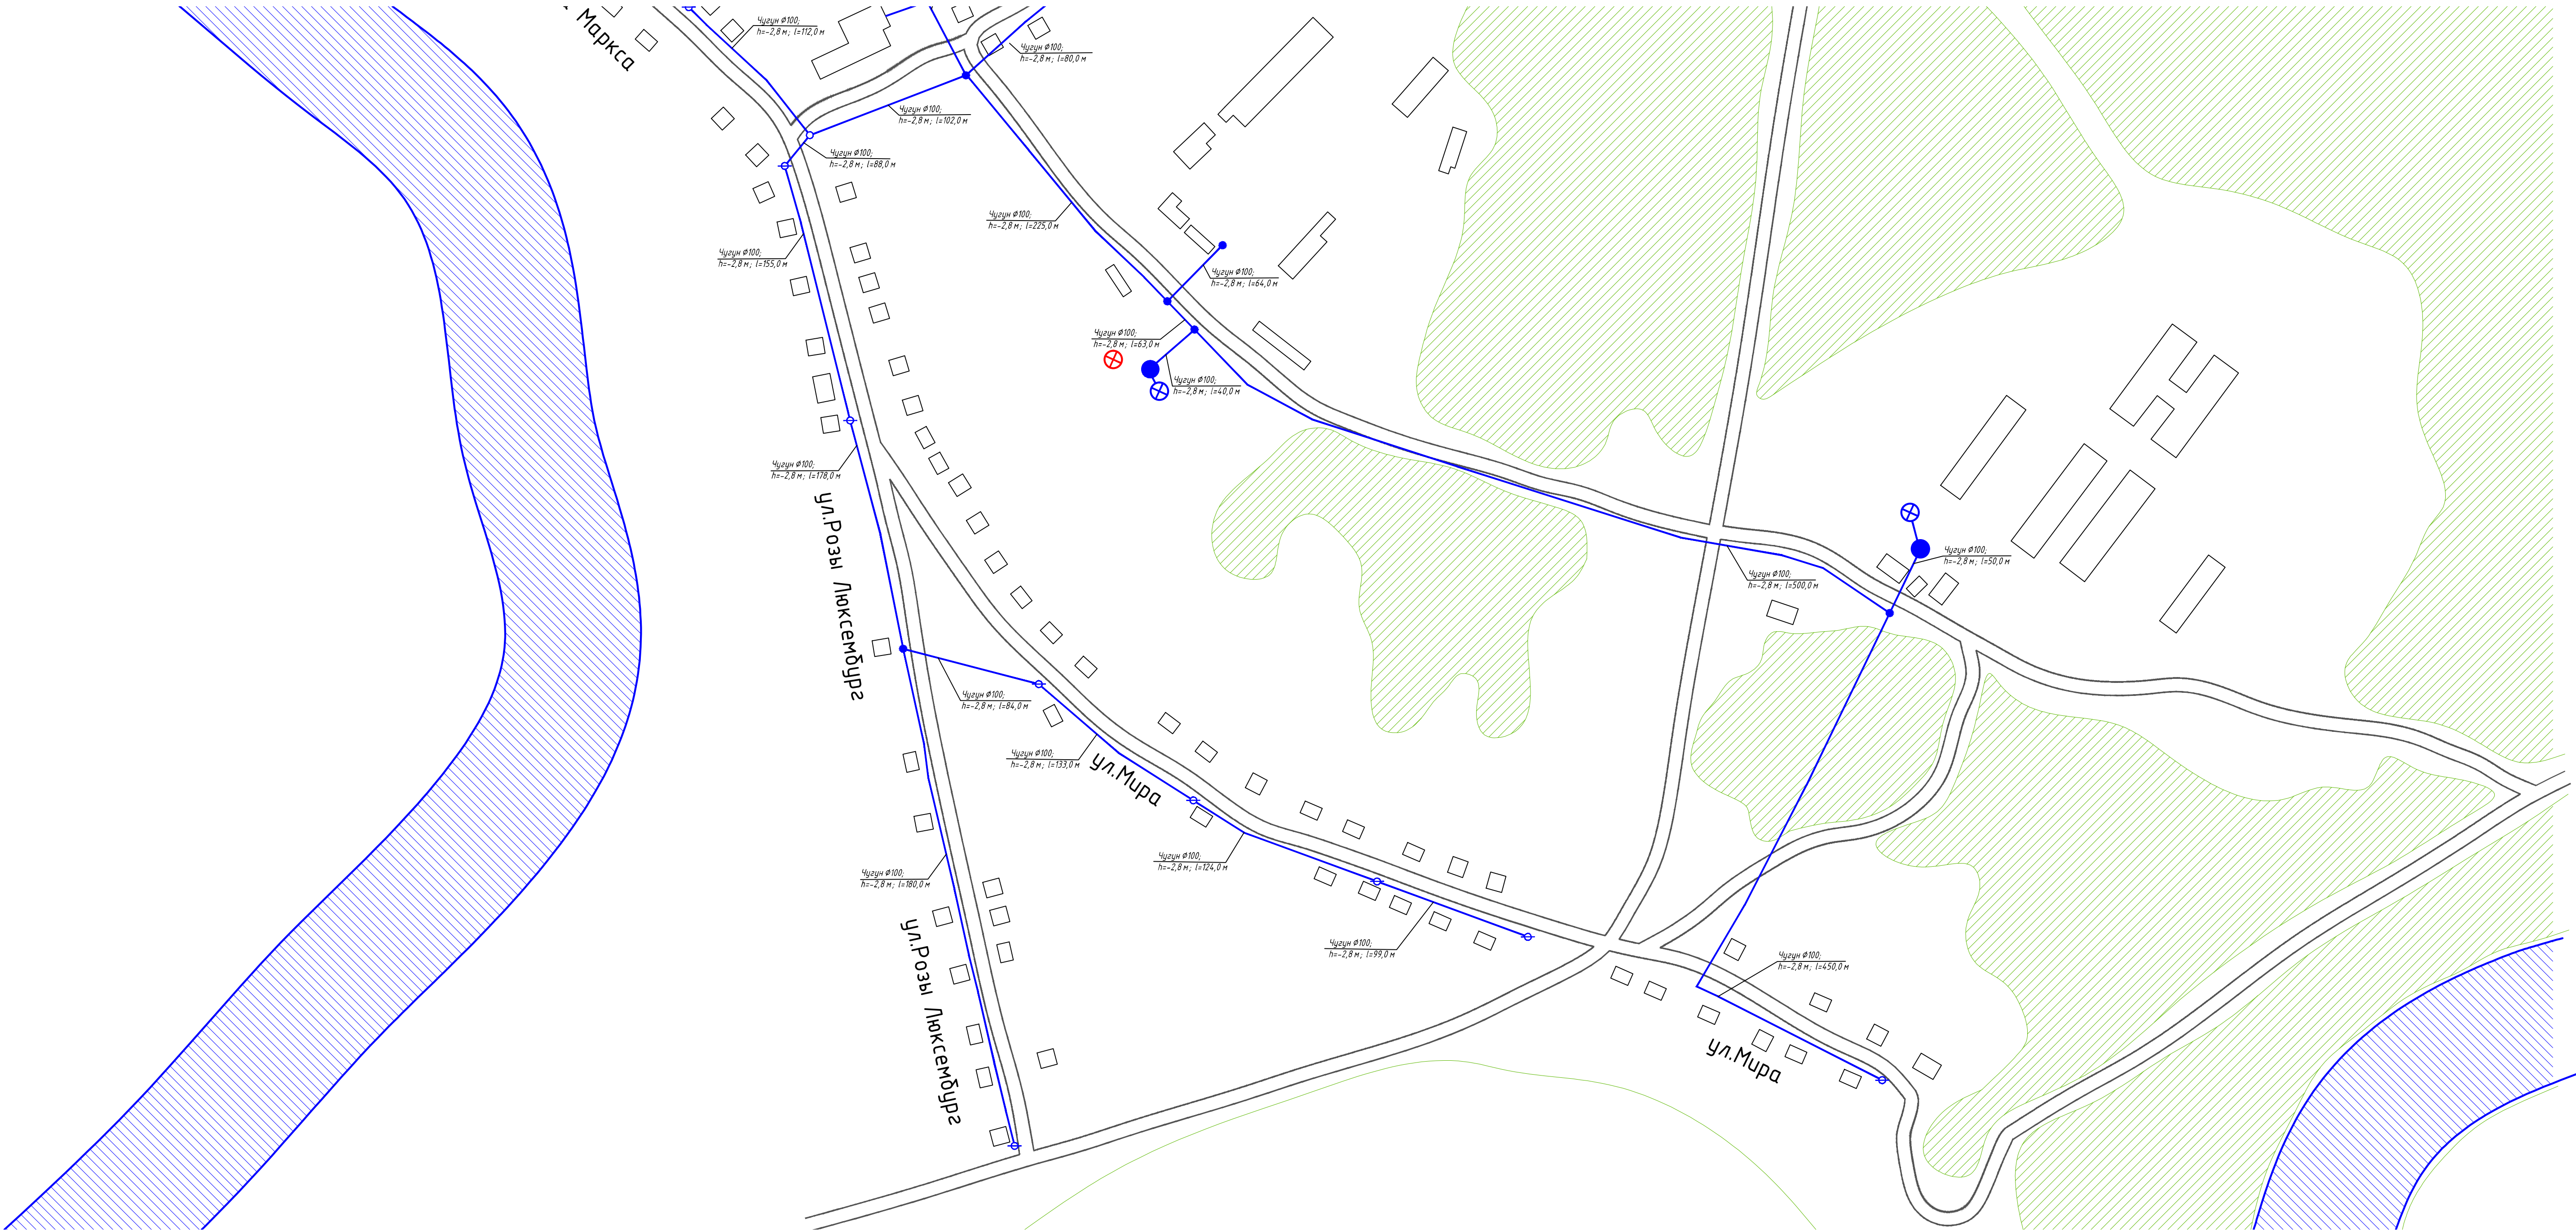 Маркса
Чугун Ф100;
h=-2,8 м; l=112,0 м
Чугун Ф100;
h=-2,8 м; l=80,0 м
Чугун Ф100;
h=-2,8 м; l=102,0 м
Чугун Ф100;
h=-2,8 м; l=88,0 м
Чугун Ф100;
h=-2,8 м; l=225,0 м
Чугун Ф100;
h=-2,8 м; l=155,0 м
Чугун Ф100;
h=-2,8 м; l=64,0 м
Чугун Ф100;
h=-2,8 м; l=63,0 м
Чугун Ф100;
h=-2,8 м; l=40,0 м
Чугун Ф100;
h=-2,8 м; l=178,0 м
ул.Розы Люксембург
Чугун Ф100;
h=-2,8 м; l=50,0 м
Чугун Ф100;
h=-2,8 м; l=500,0 м
Чугун Ф100;
h=-2,8 м; l=84,0 м
Чугун Ф100;
h=-2,8 м; l=133,0 м
ул.Мира
Чугун Ф100;
h=-2,8 м; l=124,0 м
Чугун Ф100;
h=-2,8 м; l=180,0 м
ул.Розы Люксембург
Чугун Ф100;
h=-2,8 м; l=99,0 м
Чугун Ф100;
h=-2,8 м; l=450,0 м
ул.Мира